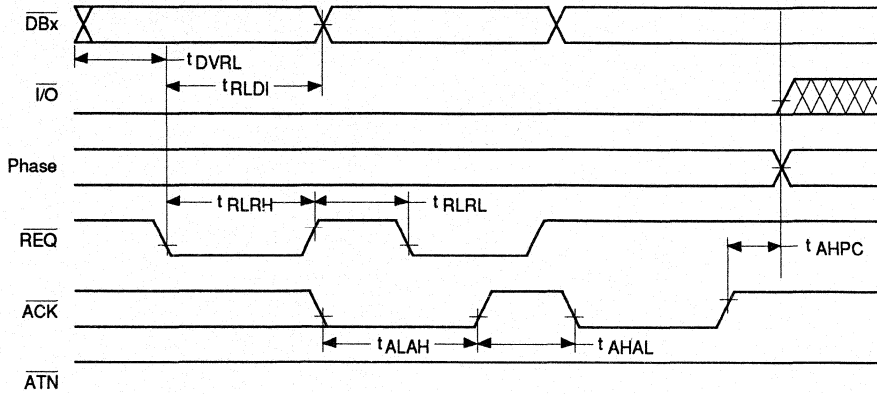 DBx
tDVRL
tRLDI
I/O
Phase
tRLRH
tRLRL
REQ
tAHPC
ACK
tALAH
tAHAL
ATN